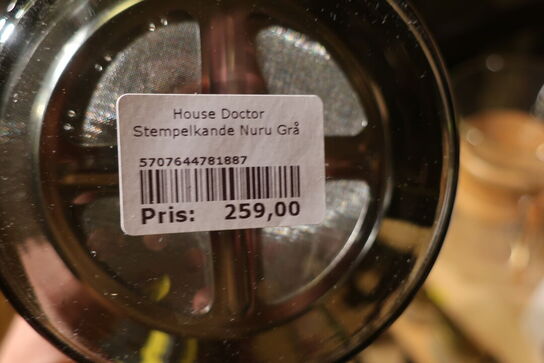 House Doctor
Stempelkande Nuru Grå
5707644781887
Pris: 259,00